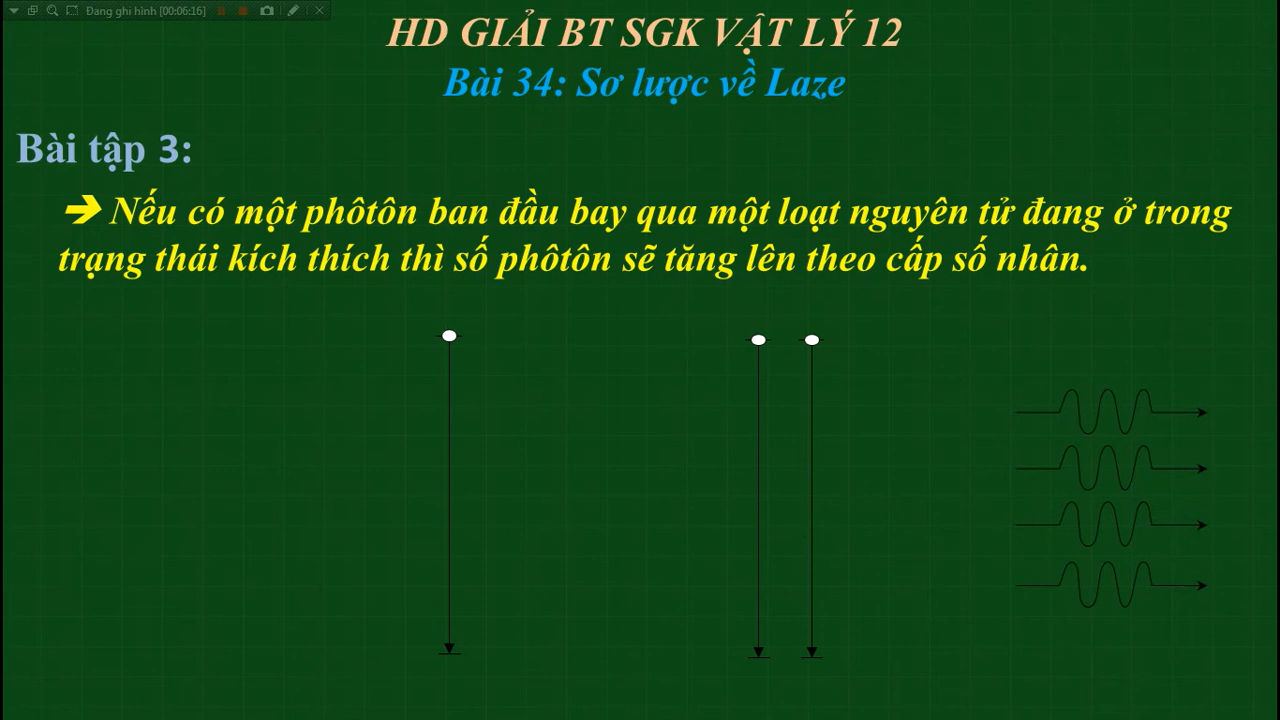 Đang ghi hình [00:06:16]
HD GIẢI BT SGK VẬT LÝ 12
Bài 34: Sơ lược về Laze
Bài tập 3:
➔ Nếu có một phôtôn ban đầu bay qua một loạt nguyên tử đang ở trong
trạng thái kích thích thì số phôtôn sẽ tăng lên theo cấp số nhân.